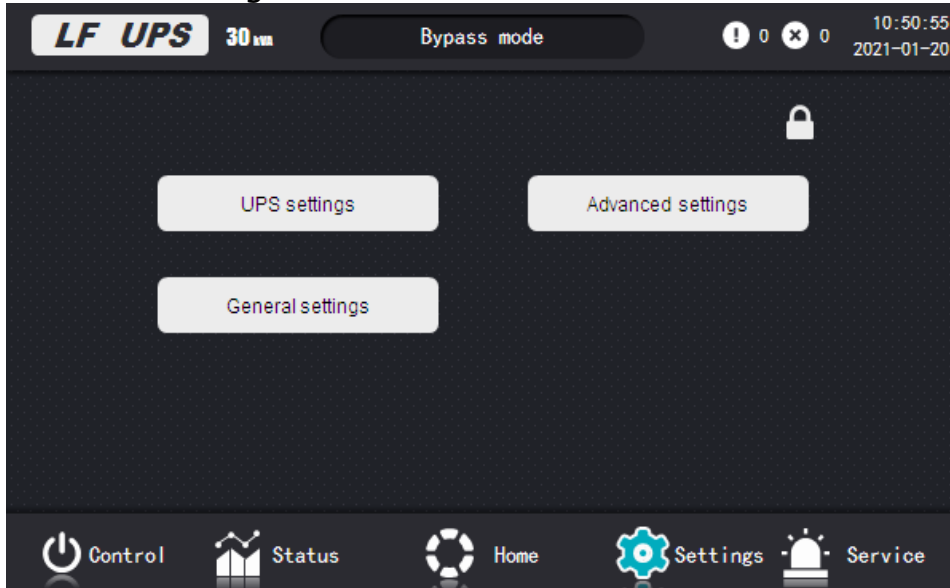 LF UPS 30 kVA Bypass mode 0 0 10:50:55
2021-01-20
UPS settings Advanced settings
General settings
Control Status Home Settings Service